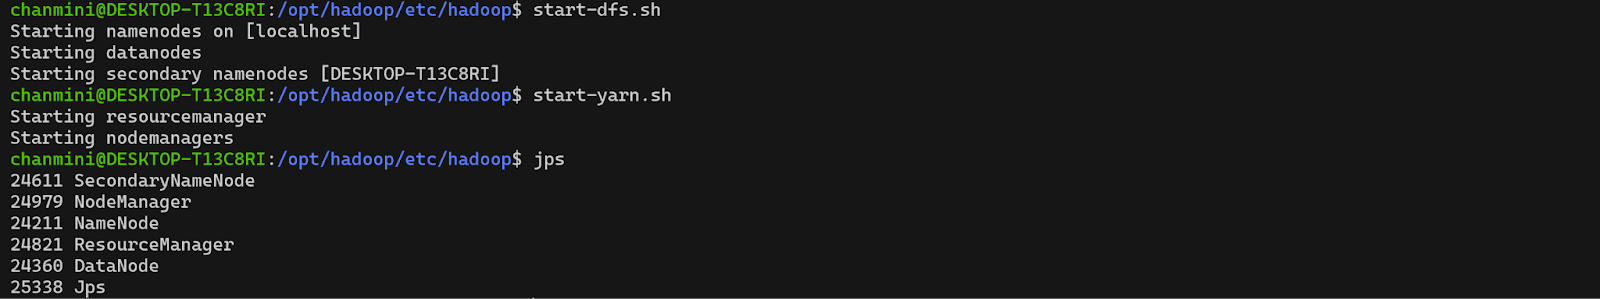 chanmini@DESKTOP-T13C8RI:/opt/hadoop/etc/hadoop$ start-dfs.sh
Starting namenodes on [localhost]
Starting datanodes
Starting secondary namenodes [DESKTOP-T13C8RI]
chanmini@DESKTOP-T13C8RI:/opt/hadoop/etc/hadoop$ start-yarn.sh
Starting resourcemanager
Starting nodemanagers
chanmini@DESKTOP-T13C8RI:/opt/hadoop/etc/hadoop$ jps
24611 SecondaryNameNode
24979 NodeManager
24211 NameNode
24821 ResourceManager
24360 DataNode
25338 Jps